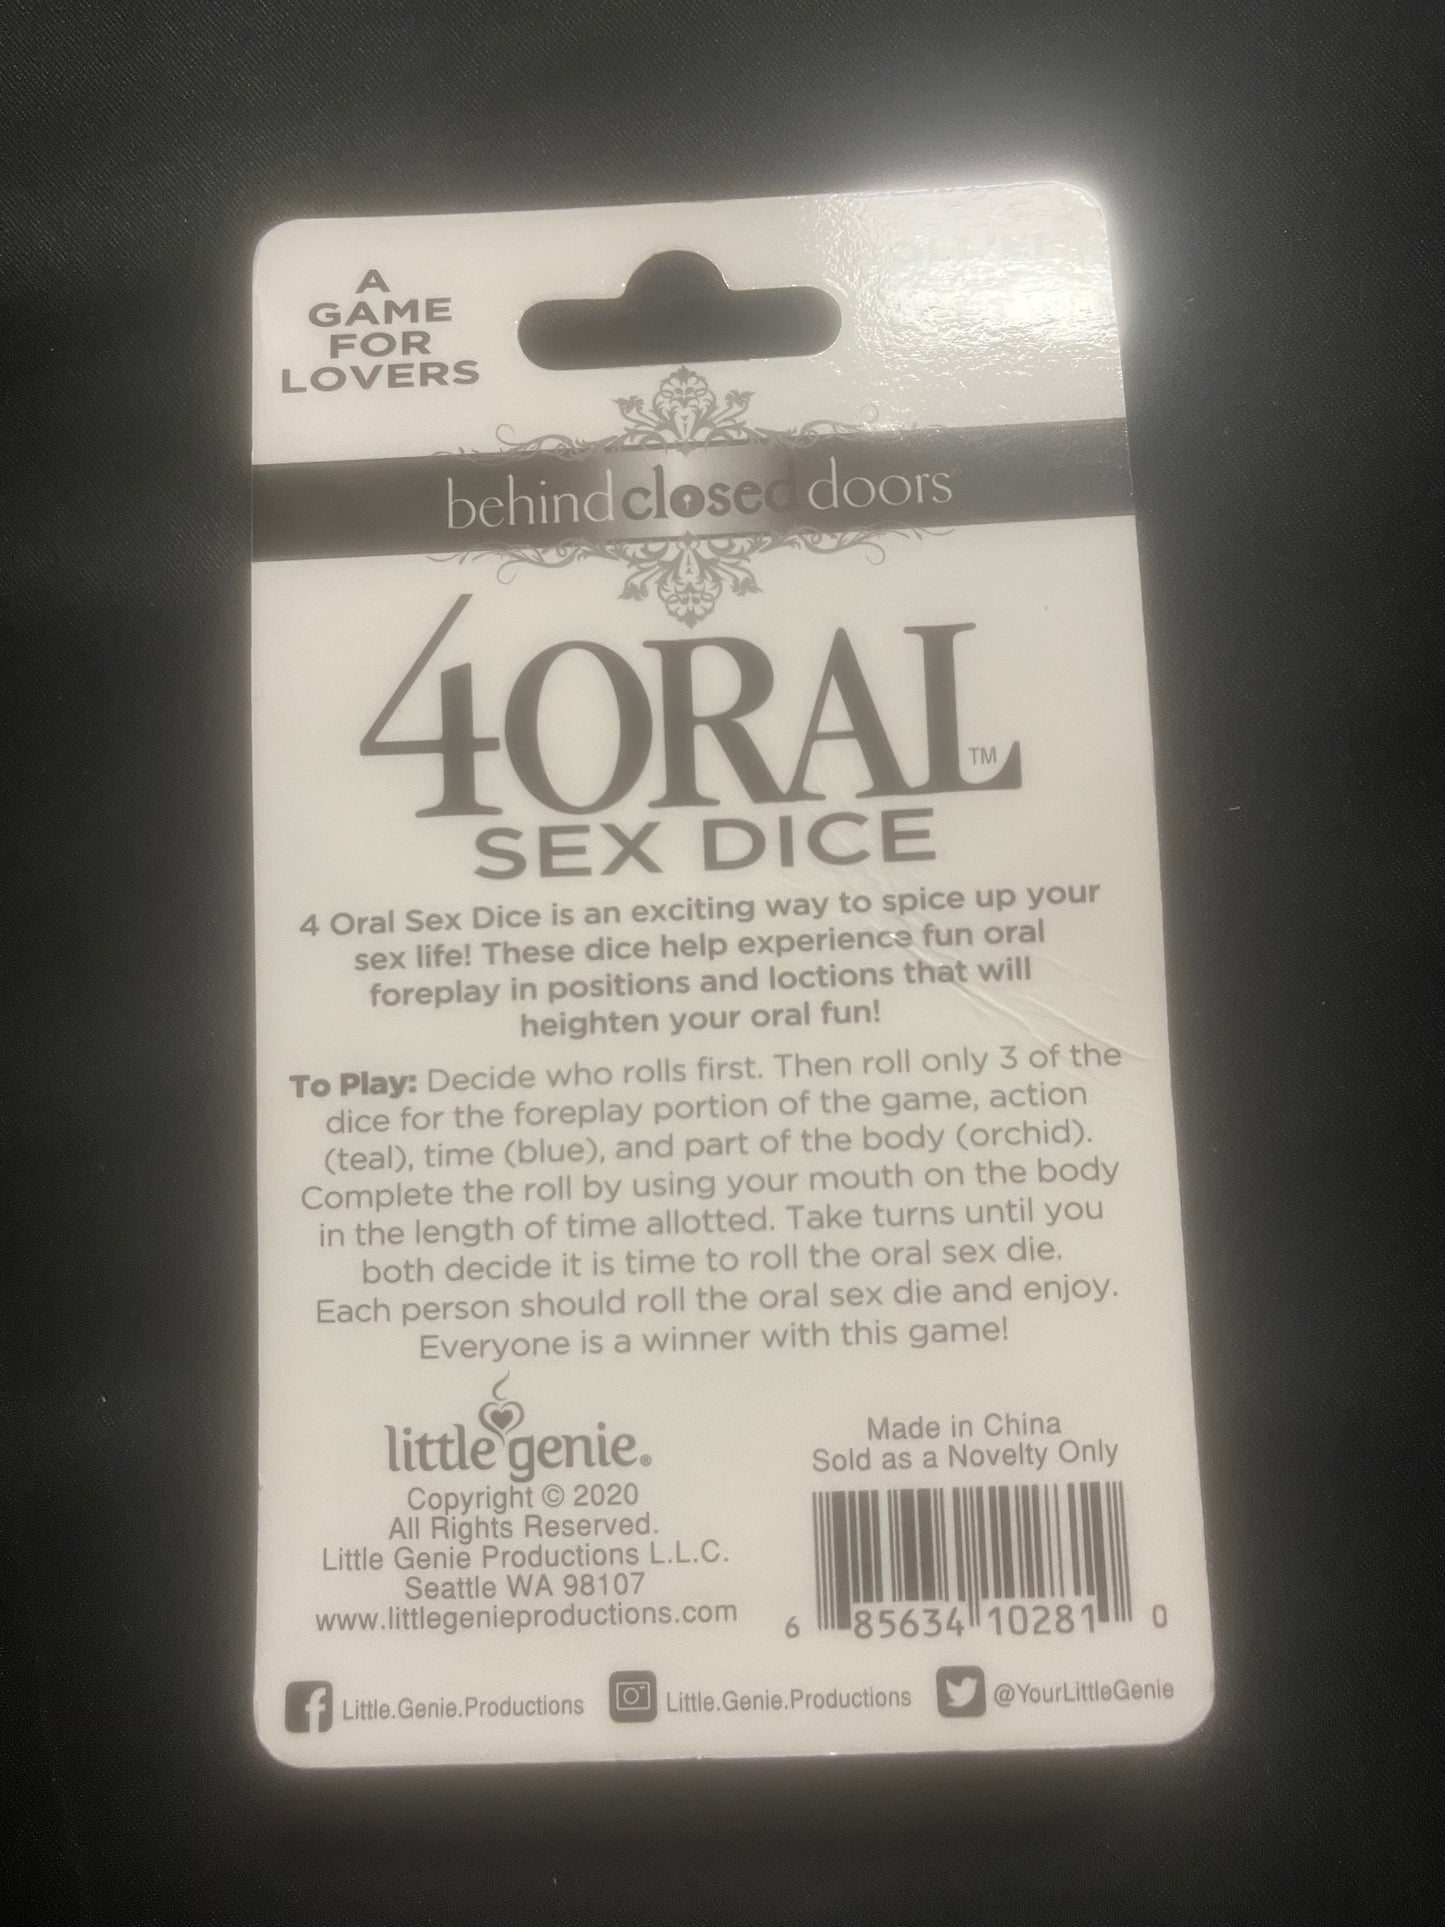 A
GAME
FOR
LOVERS
behind closed doors
4ORAL™
SEX DICE
4 Oral Sex Dice is an exciting way to spice up your
sex life! These dice help experience fun oral
foreplay in positions and loctions that will
heighten your oral fun!
To Play: Decide who rolls first. Then roll only 3 of the
dice for the foreplay portion of the game, action
(teal), time (blue), and part of the body (orchid).
Complete the roll by using your mouth on the body
in the length of time allotted. Take turns until you
both decide it is time to roll the oral sex die.
Each person should roll the oral sex die and enjoy.
Everyone is a winner with this game!
little genie®
Copyright © 2020
All Rights Reserved.
Little Genie Productions L.L.C.
Seattle WA 98107
www.littlegenieproductions.com
Made in China
Sold as a Novelty Only
6 85634 10281 0
Little.Genie.Productions
Little.Genie.Productions
@YourLittleGenie